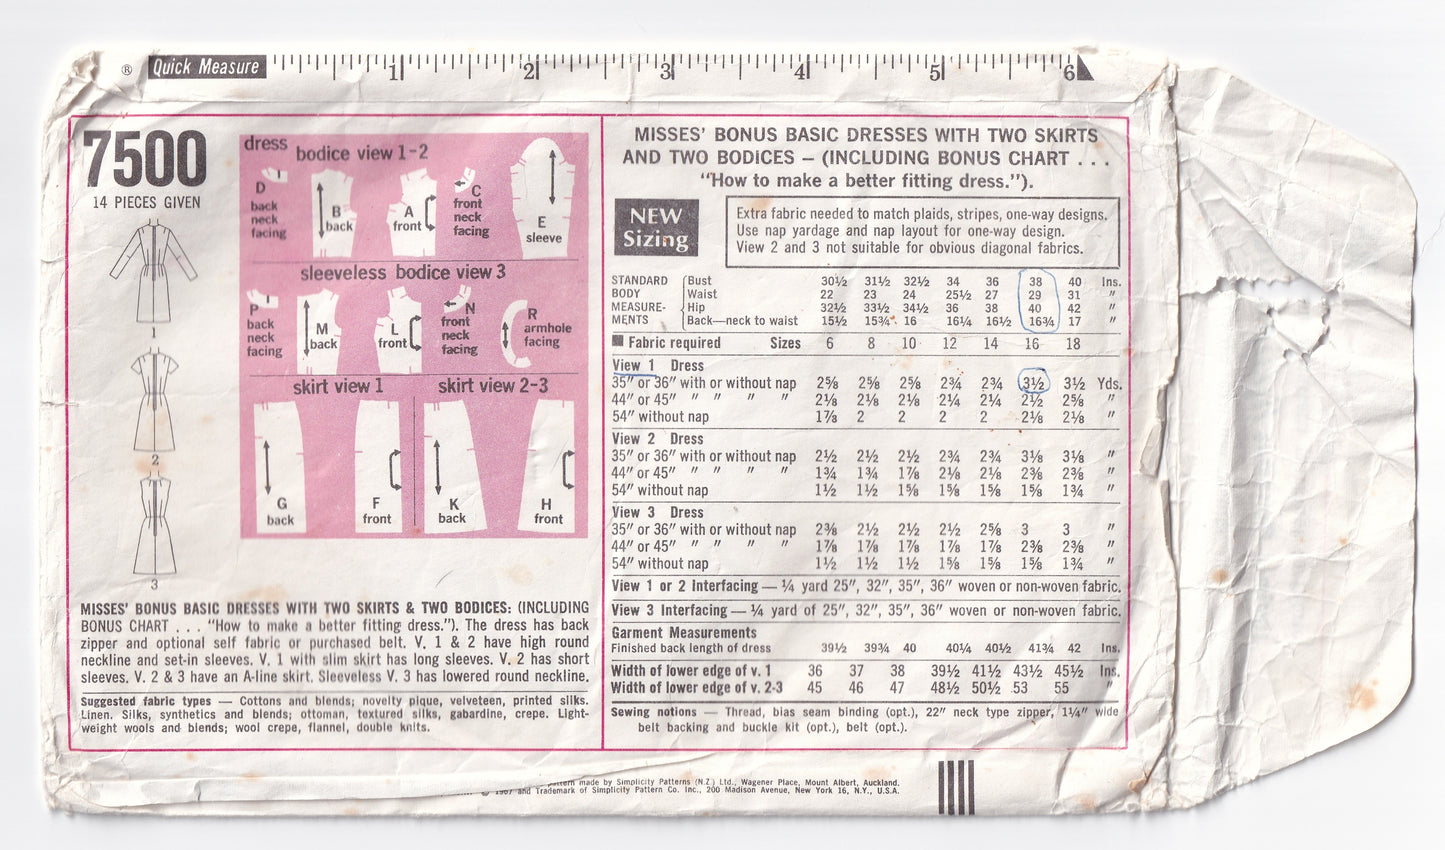 ® Quick Measure 1 2 3 4 5 6
7500
14 PIECES GIVEN
1
2
3
dress
bodice view 1-2
D
back
neck
facing
B
back
A
front
C
front
neck
facing
E
sleeve
sleeveless bodice view 3
P
back
neck
facing
M
back
L
front
N
front
neck
facing
R
armhole
facing
skirt view 1
skirt view 2-3
G
back
F
front
K
back
H
front
MISSES' BONUS BASIC DRESSES WITH TWO SKIRTS & TWO BODICES: (INCLUDING
BONUS CHART . . . "How to make a better fitting dress."). The dress has back
zipper and optional self fabric or purchased belt. V. 1 & 2 have high round
neckline and set-in sleeves. V. 1 with slim skirt has long sleeves. V. 2 has short
sleeves. V. 2 & 3 have an A-line skirt. Sleeveless V. 3 has lowered round neckline.
Suggested fabric types — Cottons and blends; novelty pique, velveteen, printed silks.
Linen. Silks, synthetics and blends; ottoman, textured silks, gabardine, crepe. Light-
weight wools and blends; wool crepe, flannel, double knits.
MISSES' BONUS BASIC DRESSES WITH TWO SKIRTS
AND TWO BODICES – (INCLUDING BONUS CHART . . .
"How to make a better fitting dress.").
NEW
Sizing
Extra fabric needed to match plaids, stripes, one-way designs.
Use nap yardage and nap layout for one-way design.
View 2 and 3 not suitable for obvious diagonal fabrics.
STANDARD Bust 30½ 31½ 32½ 34 36 38 40 Ins.
BODY Waist 22 23 24 25½ 27 29 31 "
MEASURE- Hip 32½ 33½ 34½ 36 38 40 42 "
MENTS Back—neck to waist 15½ 15¾ 16 16¼ 16½ 16¾ 17 "
■ Fabric required Sizes 6 8 10 12 14 16 18
View 1 Dress
35" or 36" with or without nap 2⅝ 2⅝ 2⅝ 2¾ 2¾ 3½ 3½ Yds.
44" or 45" " " " " 2⅛ 2⅛ 2⅛ 2¼ 2¼ 2½ 2⅝ "
54" without nap 1⅞ 2 2 2 2 2⅛ 2⅛ "
View 2 Dress
35" or 36" with or without nap 2½ 2½ 2½ 2¾ 2¾ 3⅛ 3⅛ "
44" or 45" " " " " 1¾ 1¾ 1⅞ 2⅛ 2⅛ 2⅜ 2⅜ "
54" without nap 1½ 1½ 1⅝ 1⅝ 1⅝ 1⅝ 1¾ "
View 3 Dress
35" or 36" with or without nap 2⅜ 2½ 2½ 2½ 2⅝ 3 3 "
44" or 45" " " " " 1⅞ 1⅞ 1⅞ 1⅞ 1⅞ 2⅜ 2⅜ "
54" without nap 1½ 1½ 1½ 1⅝ 1⅝ 1⅝ 1¾ "
View 1 or 2 Interfacing — ¼ yard 25", 32", 35", 36" woven or non-woven fabric.
View 3 Interfacing — ¼ yard of 25", 32", 35", 36" woven or non-woven fabric.
Garment Measurements
Finished back length of dress 39½ 39¾ 40 40¼ 40½ 41¾ 42 Ins.
Width of lower edge of v. 1 36 37 38 39½ 41½ 43½ 45½ Ins.
Width of lower edge of v. 2-3 45 46 47 48½ 50½ 53 55 "
Sewing notions — Thread, bias seam binding (opt.), 22" neck type zipper, 1¼" wide
belt backing and buckle kit (opt.), belt (opt.).
made by Simplicity Patterns (N.Z.) Ltd., Wagener Place, Mount Albert, Auckland.
© 1967 and Trademark of Simplicity Pattern Co. Inc., 200 Madison Avenue, New York 16, N.Y., U.S.A.